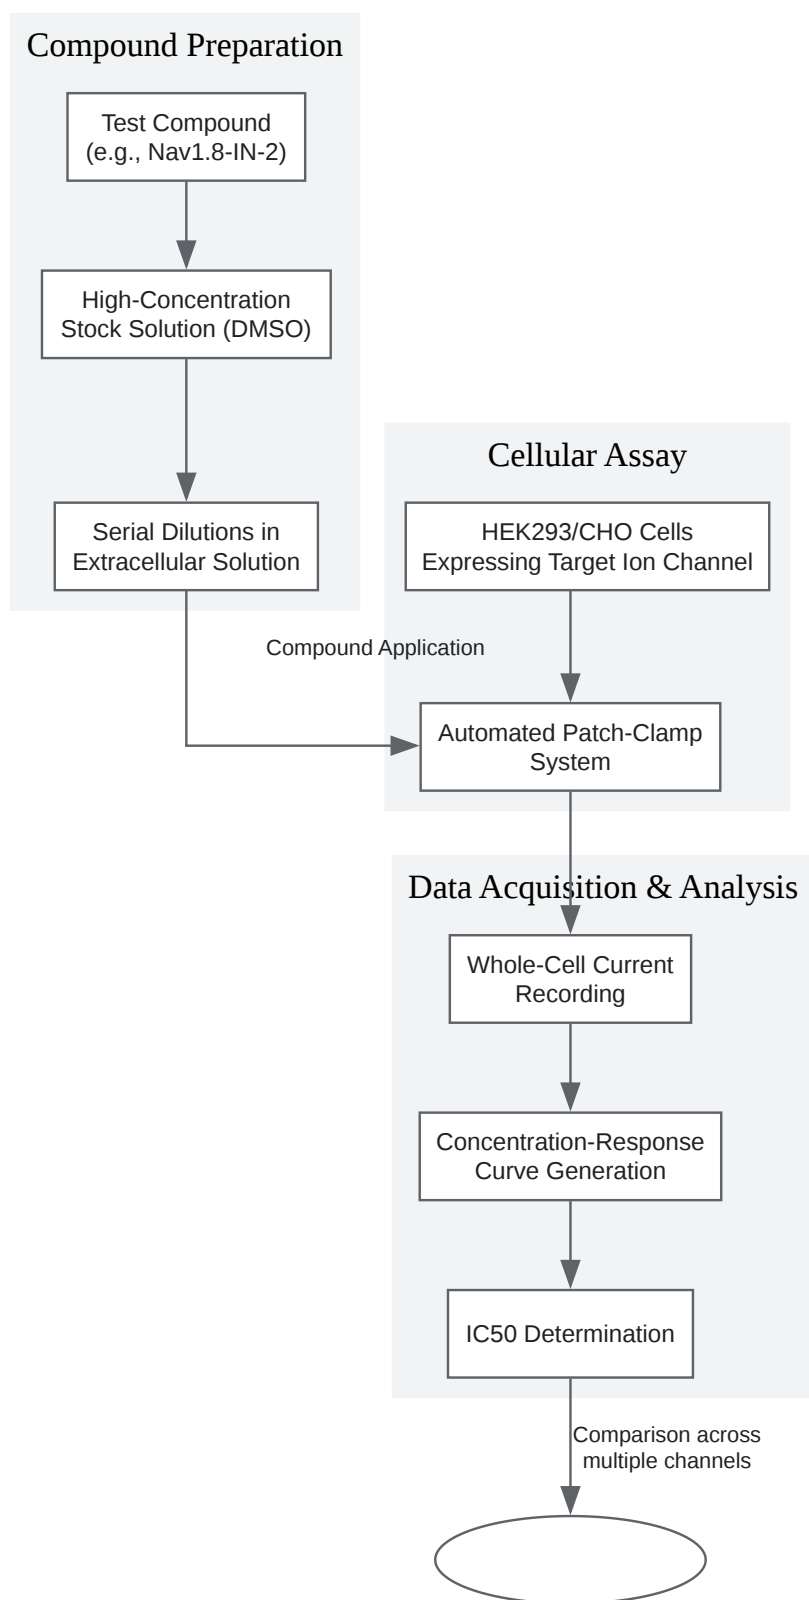 Compound Preparation
Test Compound
(e.g., Nav1.8-IN-2)
High-Concentration
Stock Solution (DMSO)
Serial Dilutions in
Extracellular Solution
Cellular Assay
HEK293/CHO Cells
Expressing Target Ion Channel
Compound Application
Automated Patch-Clamp
System
Data Acquisition & Analysis
Whole-Cell Current
Recording
Concentration-Response
Curve Generation
IC50 Determination
Comparison across
multiple channels